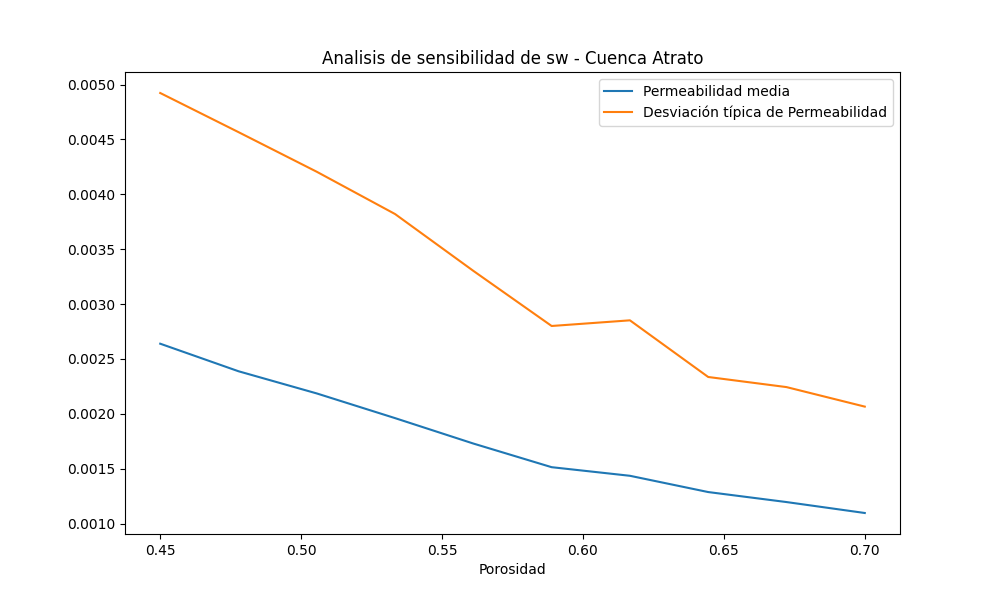 Analisis de sensibilidad de sw - Cuenca Atrato
Permeabilidad media
Desviación típica de Permeabilidad
0.0050
0.0045
0.0040
0.0035
0.0030
0.0025
0.0020
0.0015
0.0010
0.45 0.50 0.55 0.60 0.65 0.70
Porosidad